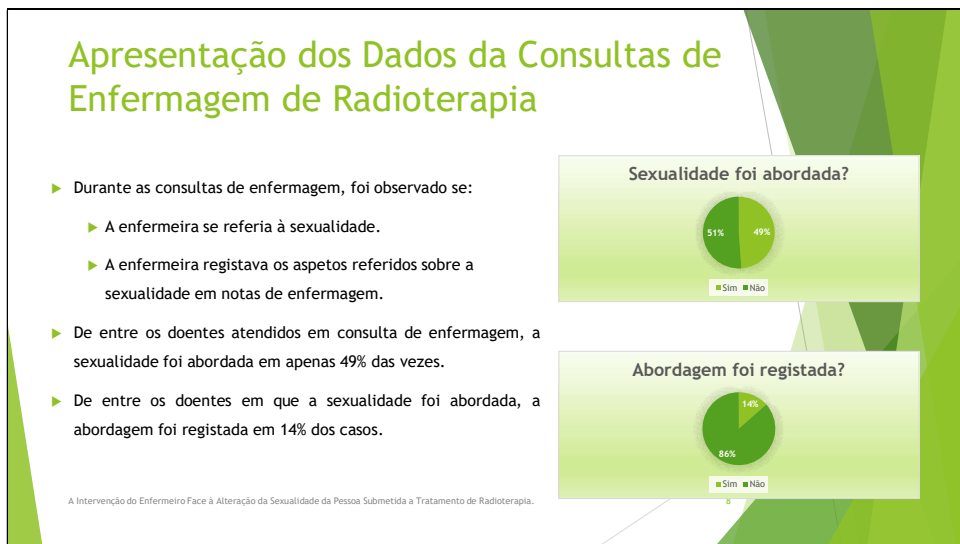 Apresentação dos Dados da Consultas de
Enfermagem de Radioterapia
Durante as consultas de enfermagem, foi observado se:
A enfermeira se referia à sexualidade.
A enfermeira registava os aspetos referidos sobre a
sexualidade em notas de enfermagem.
De entre os doentes atendidos em consulta de enfermagem, a
sexualidade foi abordada em apenas 49% das vezes.
De entre os doentes em que a sexualidade foi abordada, a
abordagem foi registada em 14% dos casos.
Sexualidade foi abordada?
51%
49%
Sim
Não
Abordagem foi registada?
14%
86%
Sim
Não
A Intervenção do Enfermeiro Face à Alteração da Sexualidade da Pessoa Submetida a Tratamento de Radioterapia.
8